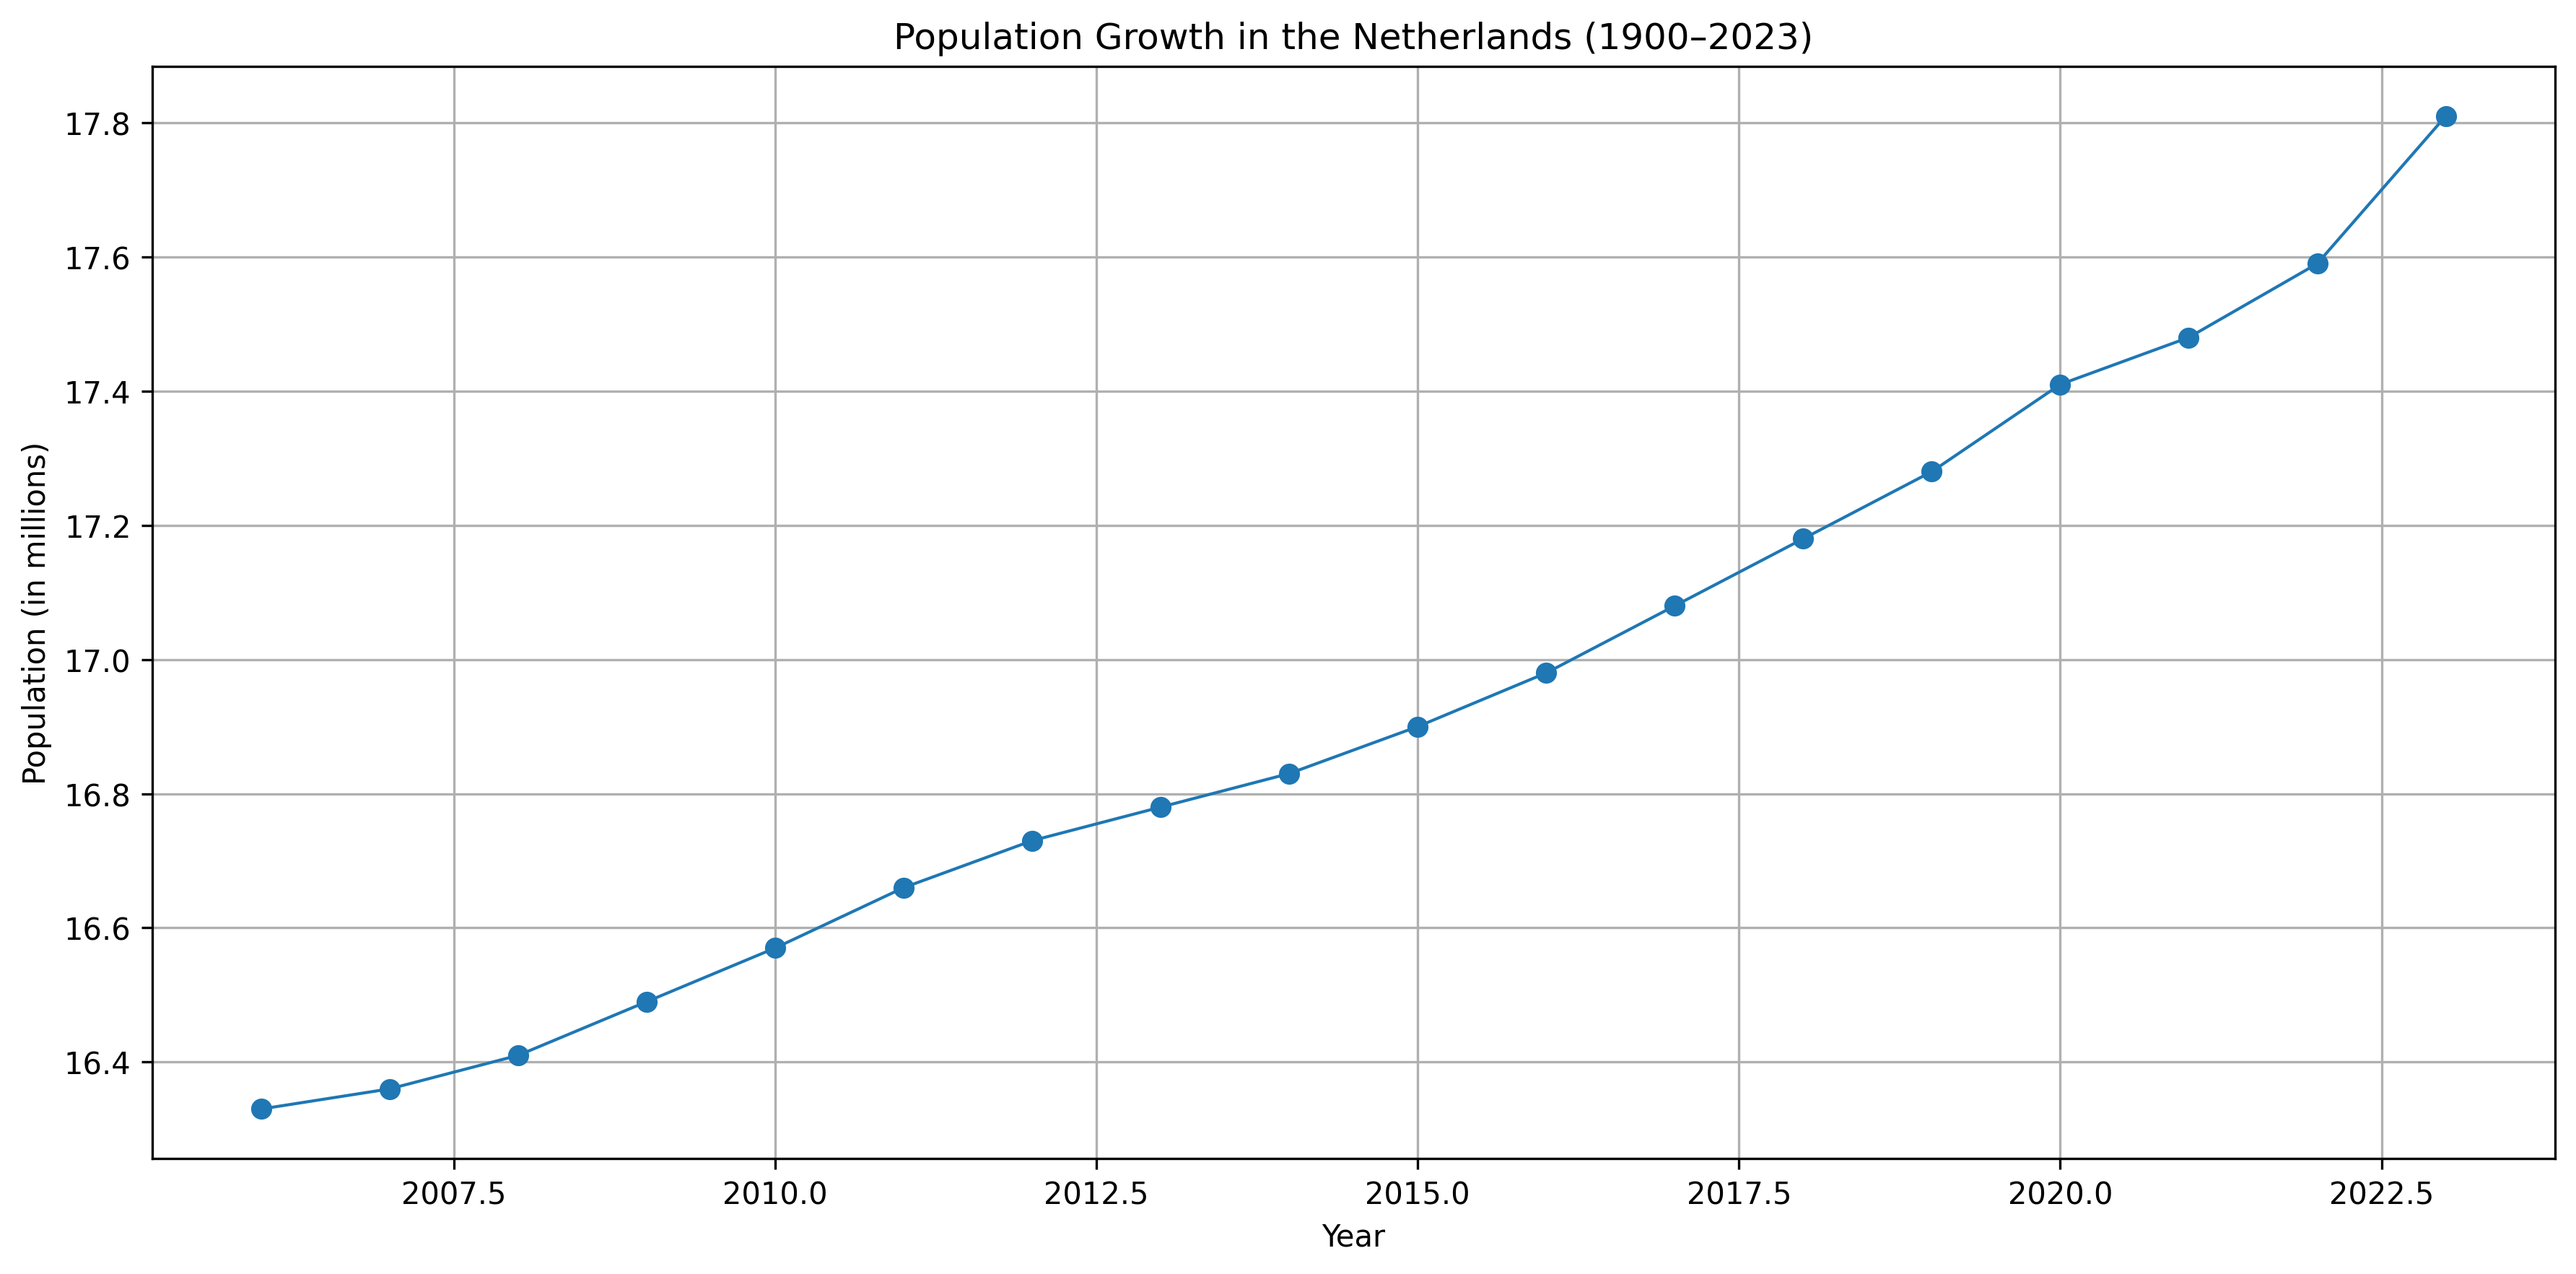 Population Growth in the Netherlands (1900–2023)
Population (in millions)
17.8
17.6
17.4
17.2
17.0
16.8
16.6
16.4
2007.5 2010.0 2012.5 2015.0 2017.5 2020.0 2022.5
Year